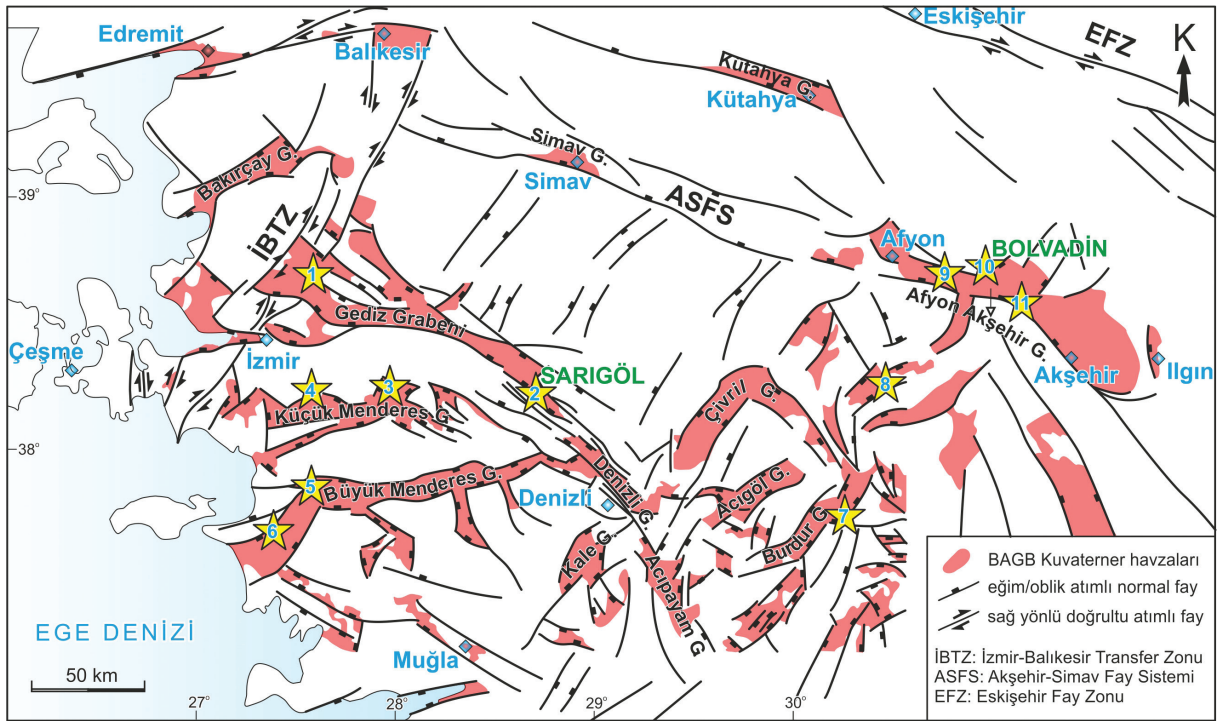 Eskişehir
EFZ
K
Edremit
Balıkesir
Kütahya G.
Kütahya
Simav G.
Simav
ASFS
Bakırçay G.
39°
İBTZ
Afyon
BOLVADİN
1
9
10
11
Gediz Grabeni
Afyon Akşehir G.
Çeşme
İzmir
SARIGÖL
Akşehir
Ilgın
4
3
2
8
Küçük Menderes G
Çivril G.
38°
5
Büyük Menderes G.
Denizli
Denizli G.
Acıgöl G.
6
7
Burdur G.
Kale G.
Acıpayam G
EGE DENİZİ
Muğla
50 km
27°
28
29
30
BAGB Kuvaterner havzaları
eğim/oblik atımlı normal fay
sağ yönlü doğrultu atımlı fay
İBTZ: İzmir-Balıkesir Transfer Zonu
ASFS: Akşehir-Simav Fay Sistemi
EFZ: Eskişehir Fay Zonu